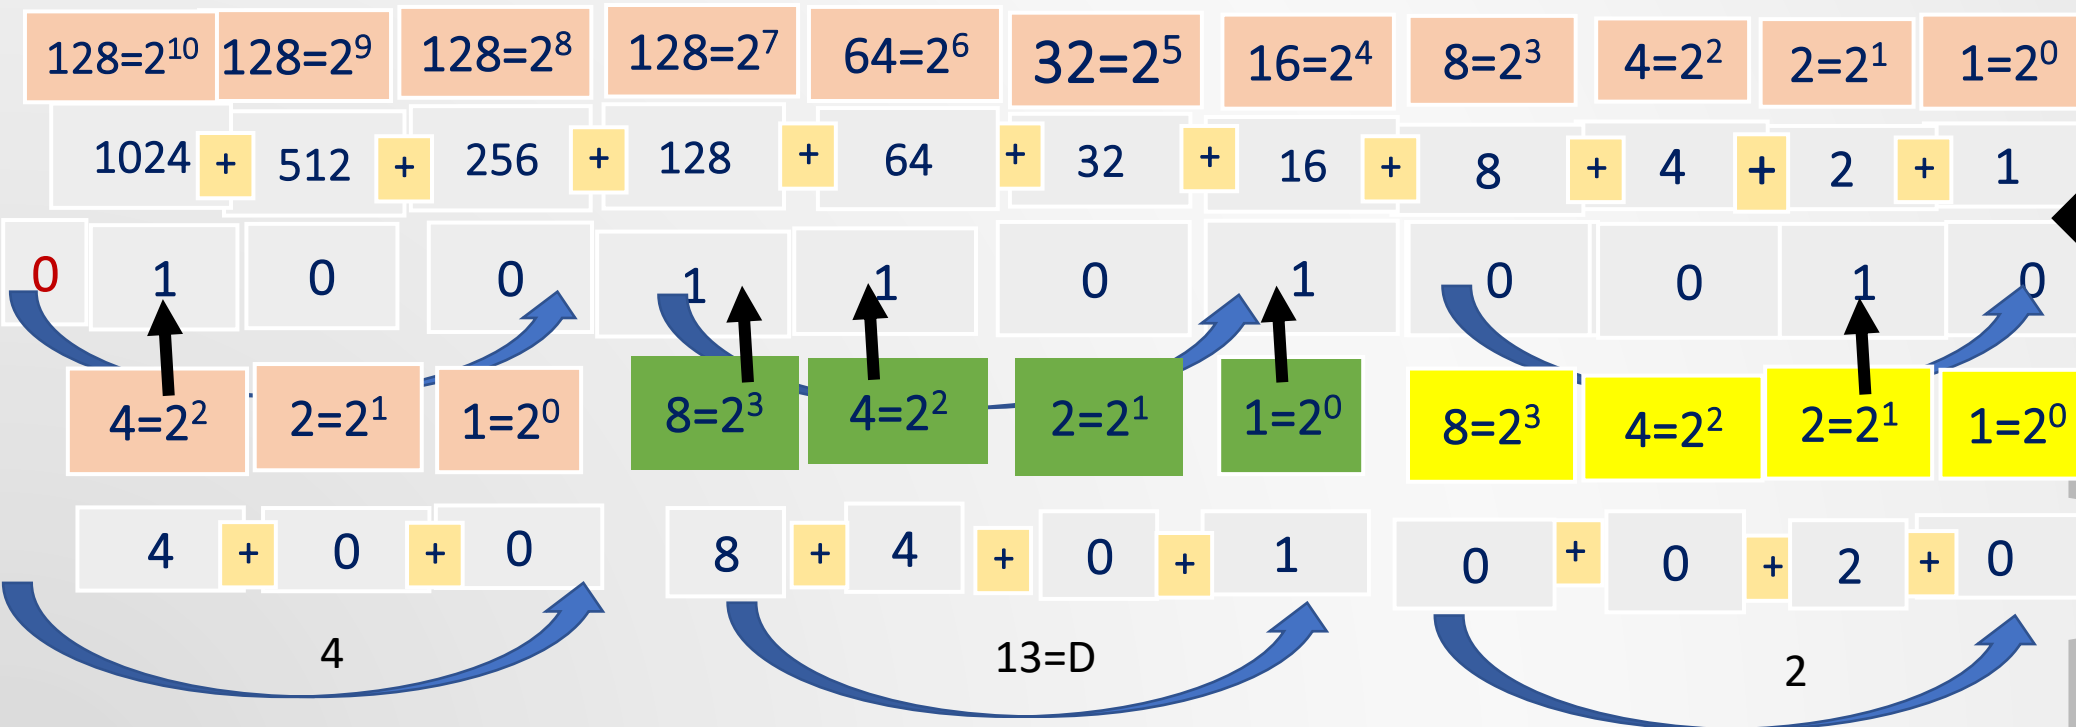 128=2¹⁰ 128=2⁹ 128=2⁸ 128=2⁷ 64=2⁶ 32=2⁵ 16=2⁴ 8=2³ 4=2² 2=2¹ 1=2⁰
1024 + 512 + 256 + 128 + 64 + 32 + 16 + 8 + 4 + 2 + 1
0 1 0 0 1 1 0 1 0 0 1 0
4=2² 2=2¹ 1=2⁰ 8=2³ 4=2² 2=2¹ 1=2⁰ 8=2³ 4=2² 2=2¹ 1=2⁰
4 + 0 + 0 8 + 4 + 0 + 1 0 + 0 + 2 + 0
4 13=D 2